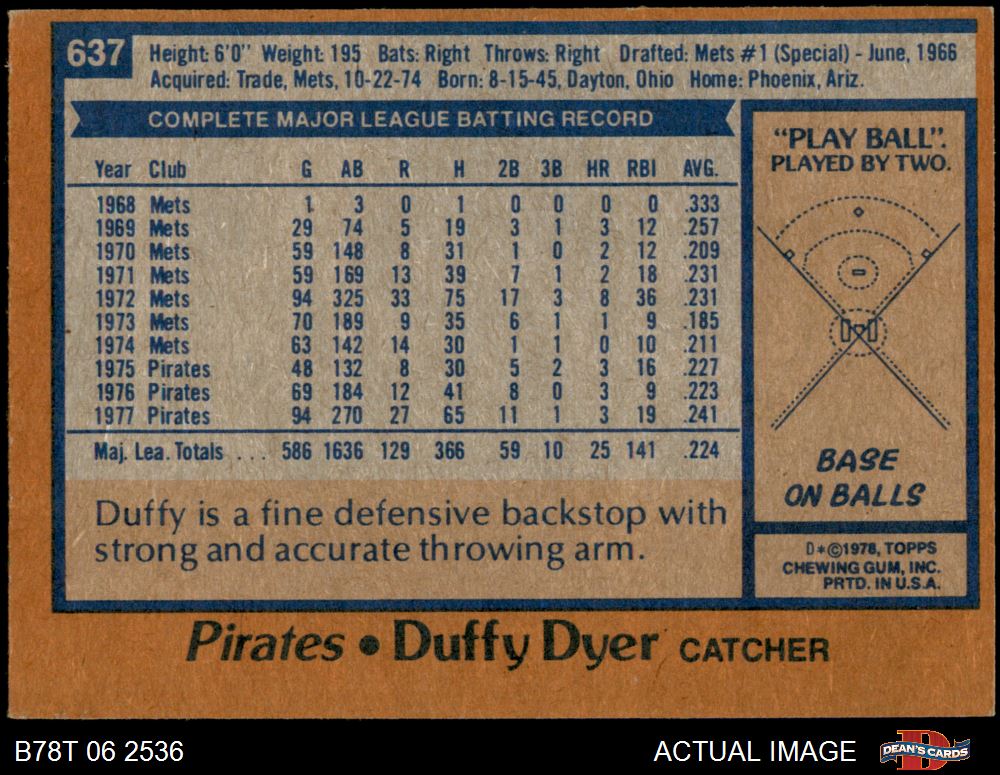 637
Height: 6'0" Weight: 195 Bats: Right Throws: Right Drafted: Mets #1 (Special) - June, 1966
Acquired: Trade, Mets, 10-22-74 Born: 8-15-45, Dayton, Ohio Home: Phoenix, Ariz.
COMPLETE MAJOR LEAGUE BATTING RECORD
Year Club G AB R H 2B 3B HR RBI AVG.
1968 Mets 1 3 0 1 0 0 0 0 .333
1969 Mets 29 74 5 19 3 1 3 12 .257
1970 Mets 59 148 8 31 1 0 2 12 .209
1971 Mets 59 169 13 39 7 1 2 18 .231
1972 Mets 94 325 33 75 17 3 8 36 .231
1973 Mets 70 189 9 35 6 1 1 9 .185
1974 Mets 63 142 14 30 1 1 0 10 .211
1975 Pirates 48 132 8 30 5 2 3 16 .227
1976 Pirates 69 184 12 41 8 0 3 9 .223
1977 Pirates 94 270 27 65 11 1 3 19 .241
Maj. Lea. Totals . . . 586 1636 129 366 59 10 25 141 .224
Duffy is a fine defensive backstop with
strong and accurate throwing arm.
"PLAY BALL".
PLAYED BY TWO.
BASE
ON BALLS
D*©1978, TOPPS
CHEWING GUM, INC.
PRTD. IN U.S.A.
Pirates • Duffy Dyer CATCHER
B78T 06 2536 ACTUAL IMAGE
D
DEAN'S CARDS